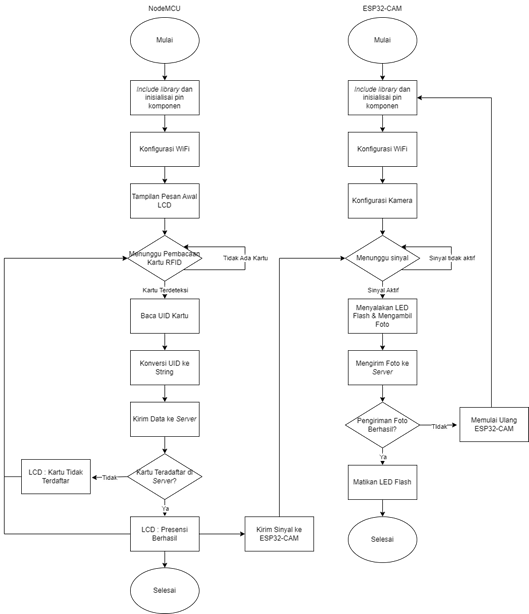 NodeMCU
Mulai
Include library dan
inisialisai pin
komponen
Konfigurasi WiFi
Tampilan Pesan Awal
LCD
Menunggu Pembacaan
Kartu RFID
Tidak Ada Kartu
Kartu Terdeteksi
Baca UID Kartu
Konversi UID ke
String
Kirim Data ke Server
Kartu Teradaftar di
Server?
Tidak
LCD : Kartu Tidak
Terdaftar
Ya
LCD : Presensi
Berhasil
Kirim Sinyal ke
ESP32-CAM
Selesai
ESP32-CAM
Mulai
Include library dan
inisialisasi pin
komponen
Konfigurasi WiFi
Konfigurasi Kamera
Menunggu sinyal
Sinyal tidak aktif
Sinyal Aktif
Menyalakan LED
Flash & Mengambil
Foto
Mengirim Foto ke
Server
Pengiriman Foto
Berhasil?
Tidak
Memulai Ulang
ESP32-CAM
Ya
Matikan LED Flash
Selesai